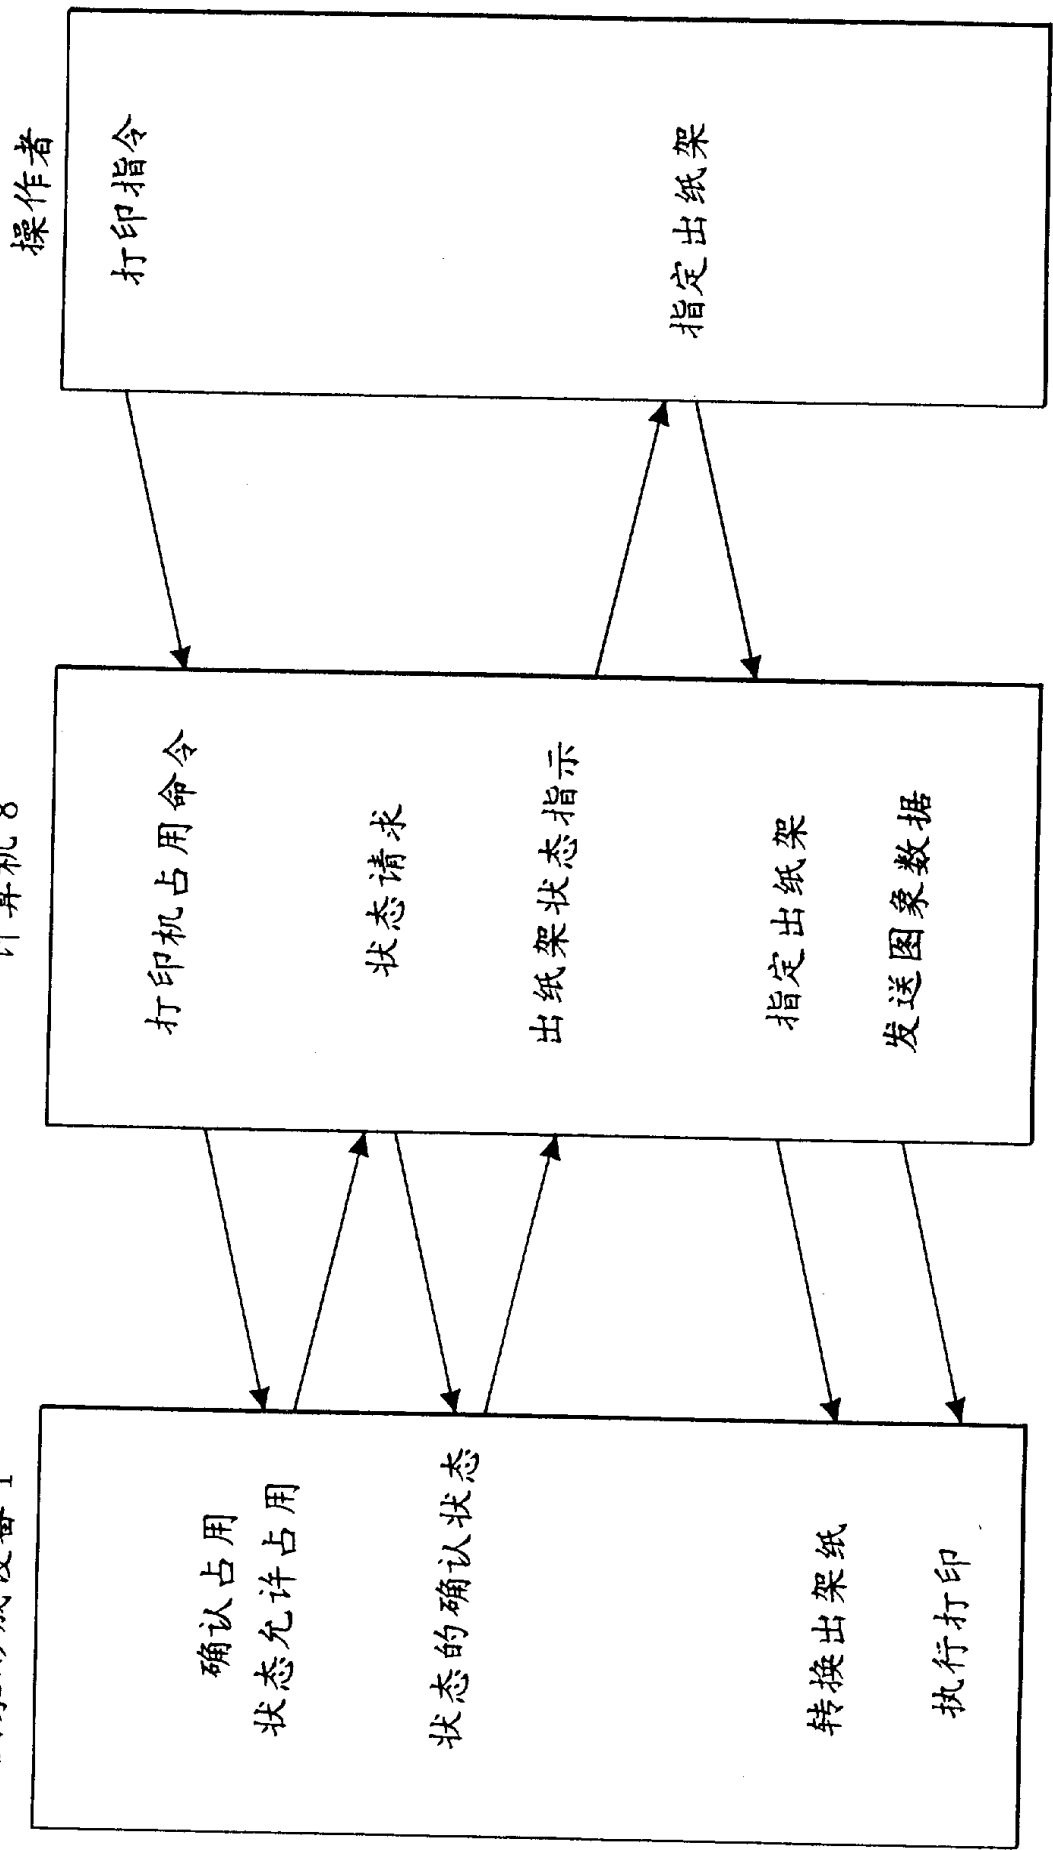 操作者
打印指令
指定出纸架
计算机 8
打印机占用命令
状态请求
出纸架状态指示
指定出纸架
发送图象数据
设备 1
确认占用
状态允许占用
状态的确认状态
转换出架纸
执行打印